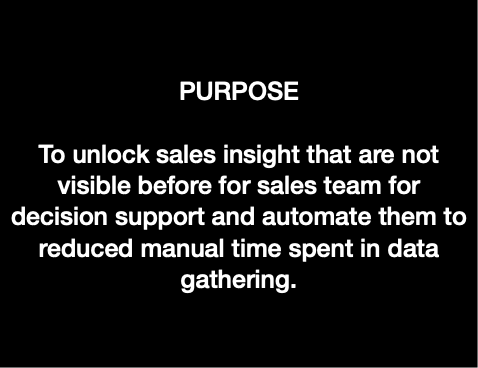 PURPOSE
To unlock sales insight that are not
visible before for sales team for
decision support and automate them to
reduced manual time spent in data
gathering.